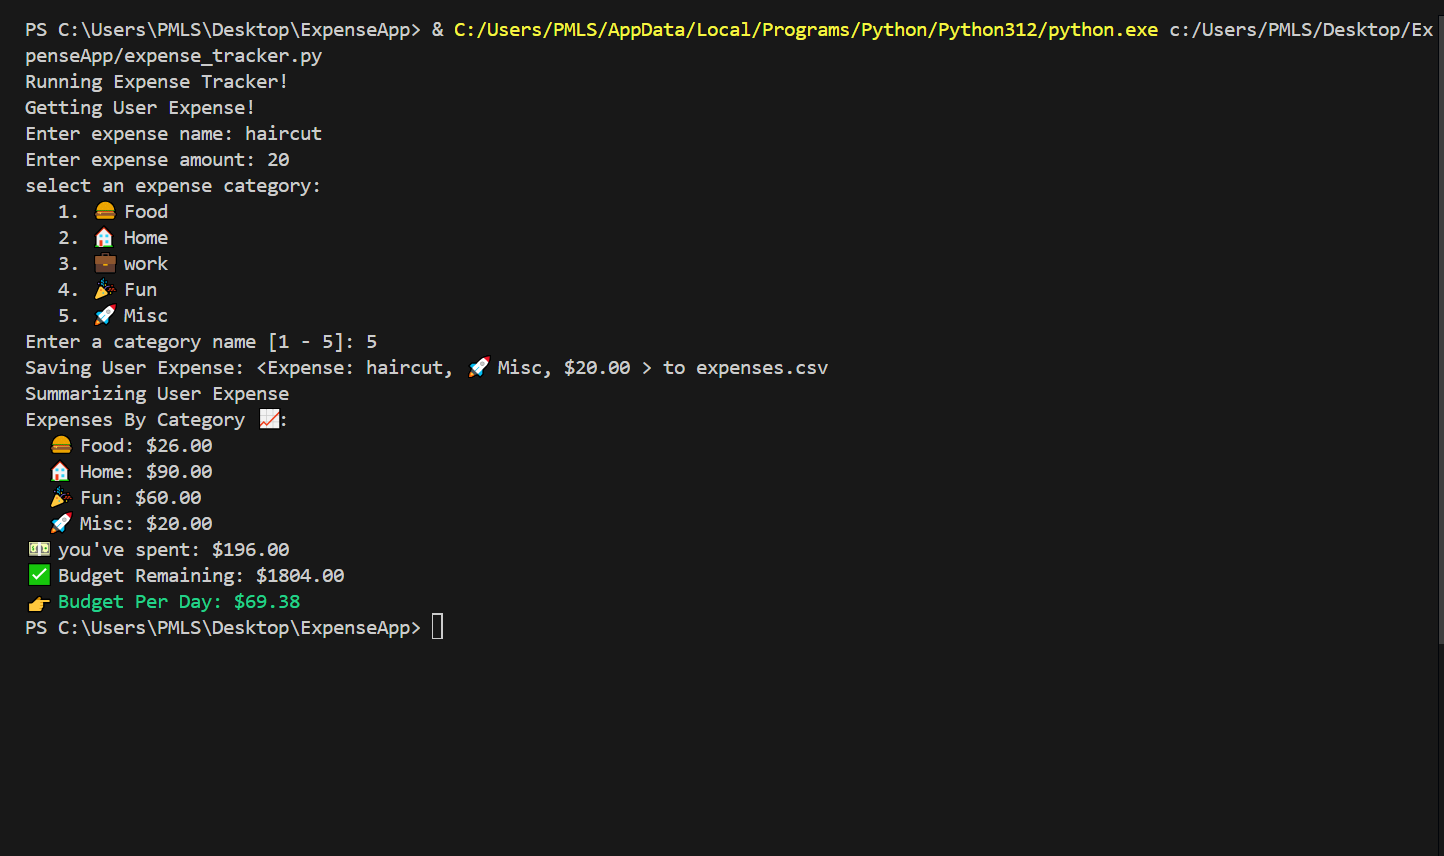 PS C:\Users\PMLS\Desktop\ExpenseApp> & C:/Users/PMLS/AppData/Local/Programs/Python/Python312/python.exe c:/Users/PMLS/Desktop/Ex
penseApp/expense_tracker.py
Running Expense Tracker!
Getting User Expense!
Enter expense name: haircut
Enter expense amount: 20
select an expense category:
1. 🍔 Food
2. 🏠 Home
3. 💼 work
4. 🎉 Fun
5. 🚀 Misc
Enter a category name [1 - 5]: 5
Saving User Expense: <Expense: haircut, 🚀 Misc, $20.00 > to expenses.csv
Summarizing User Expense
Expenses By Category 📈:
🍔 Food: $26.00
🏠 Home: $90.00
🎉 Fun: $60.00
🚀 Misc: $20.00
💵 you've spent: $196.00
✅ Budget Remaining: $1804.00
👉 Budget Per Day: $69.38
PS C:\Users\PMLS\Desktop\ExpenseApp>